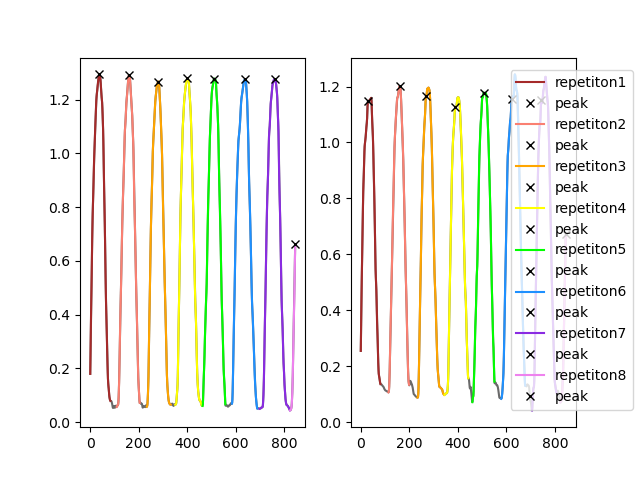 1.2
1.0
0.8
0.6
0.4
0.2
0.0
0
200
400
600
800
1.2
1.0
0.8
0.6
0.4
0.2
0.0
0
200
400
600
800
repetiton1
peak
repetiton2
peak
repetiton3
peak
repetiton4
peak
repetiton5
peak
repetiton6
peak
repetiton7
peak
repetiton8
peak